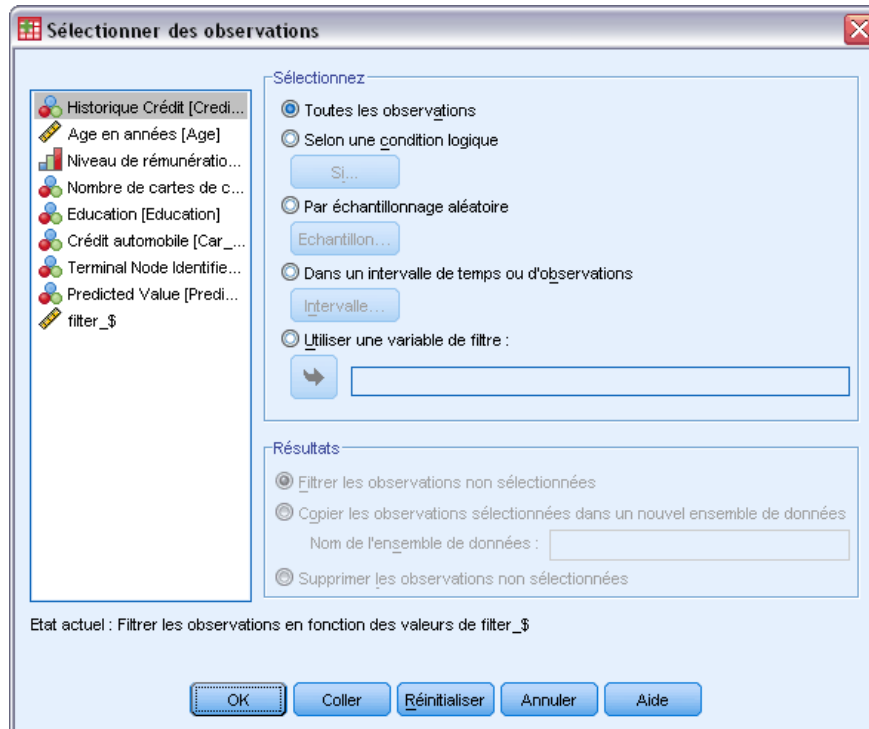 Sélectionner des observations
Sélectionnez
Historique Crédit [Credi...
Age en années [Age]
Niveau de rémunératio...
Nombre de cartes de c...
Education [Education]
Crédit automobile [Car_...
Terminal Node Identifie...
Predicted Value [Predi...
filter_$
Toutes les observations
Selon une condition logique
Si...
Par échantillonnage aléatoire
Echantillon...
Dans un intervalle de temps ou d'observations
Intervalle...
Utiliser une variable de filtre :
Résultats
Filtrer les observations non sélectionnées
Copier les observations sélectionnées dans un nouvel ensemble de données
Nom de l'ensemble de données :
Supprimer les observations non sélectionnées
Etat actuel : Filtrer les observations en fonction des valeurs de filter_$
OK Coller Réinitialiser Annuler Aide